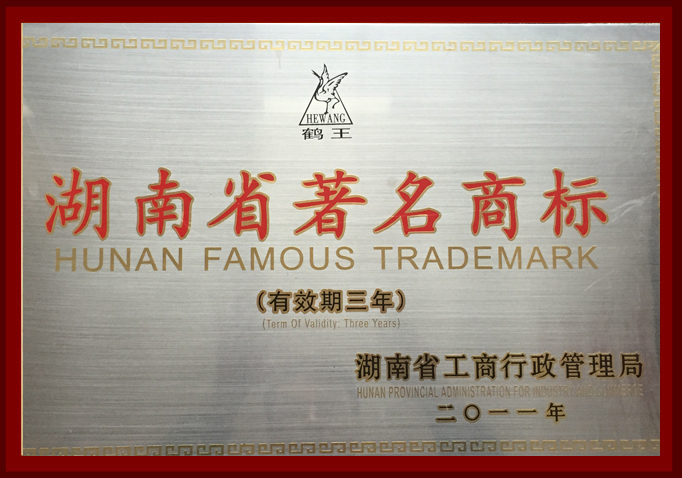 HEWANG
鹤王
湖南省著名商标
HUNAN FAMOUS TRADEMARK
（有效期三年）
(Term Of Validity: Three Years)
湖南省工商行政管理局
HUNAN PROVINCIAL ADMINISTRATION FOR INDUSTRY AND COMMERCE
二〇一一年